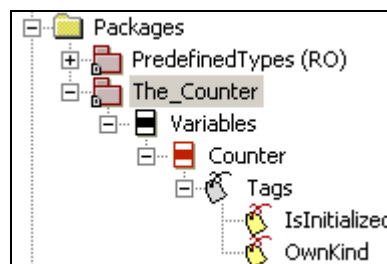 Packages
PredefinedTypes (RO)
The_Counter
Variables
Counter
Tags
IsInitialized
OwnKind